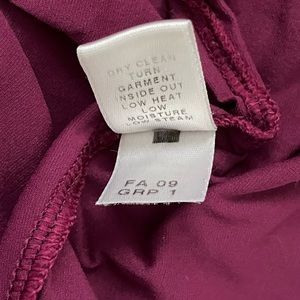 DRY CLEAN
TURN
GARMENT
INSIDE OUT
LOW HEAT
LOW
MOISTURE
LOW STEAM
FA 09
GRP 1